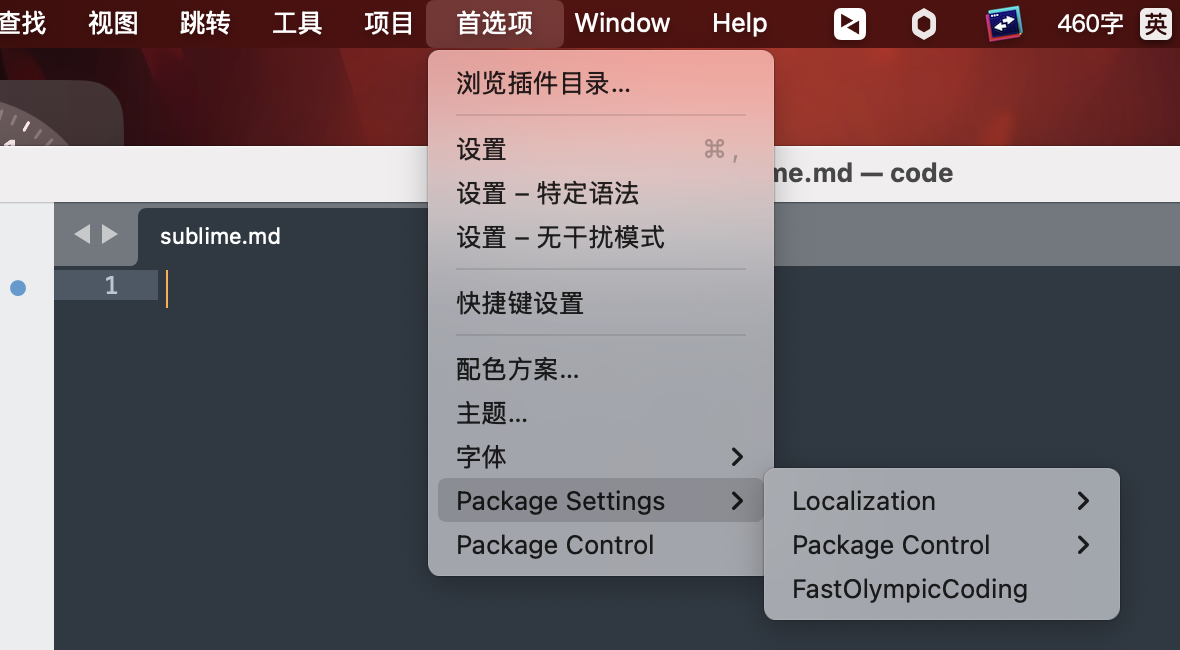 查找 视图 跳转 工具 项目 首选项 Window Help 460字 英
浏览插件目录...
设置 ⌘ ,
me.md — code
设置 – 特定语法
sublime.md
设置 – 无干扰模式
1
快捷键设置
配色方案...
主题...
字体
Package Settings
Localization
Package Control
Package Control
FastOlympicCoding